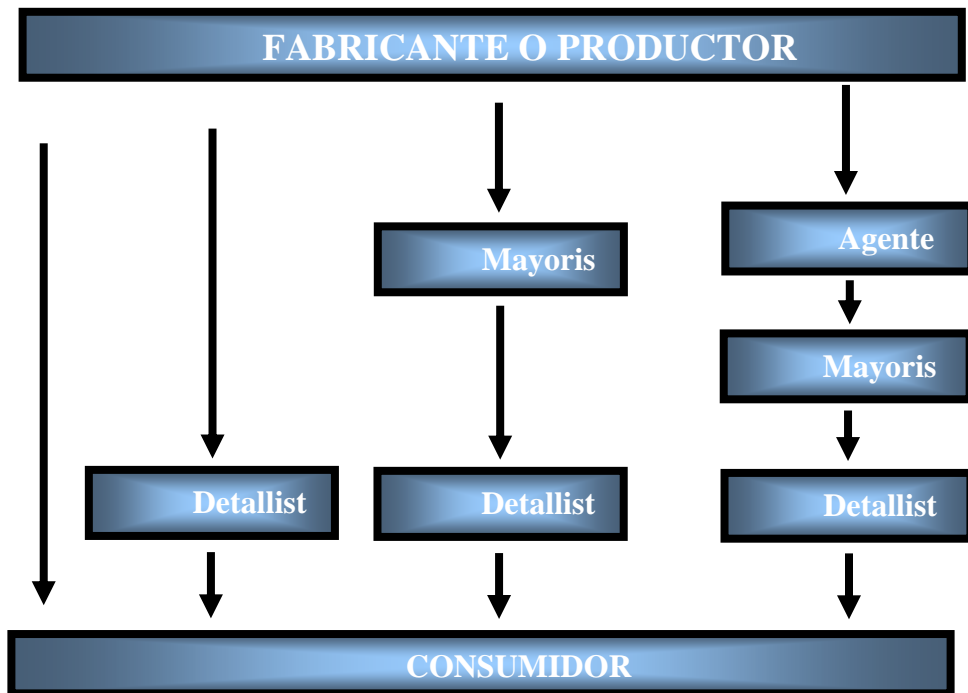 FABRICANTE O PRODUCTOR
Mayoris
Agente
Mayoris
Detallist
Detallist
Detallist
CONSUMIDOR